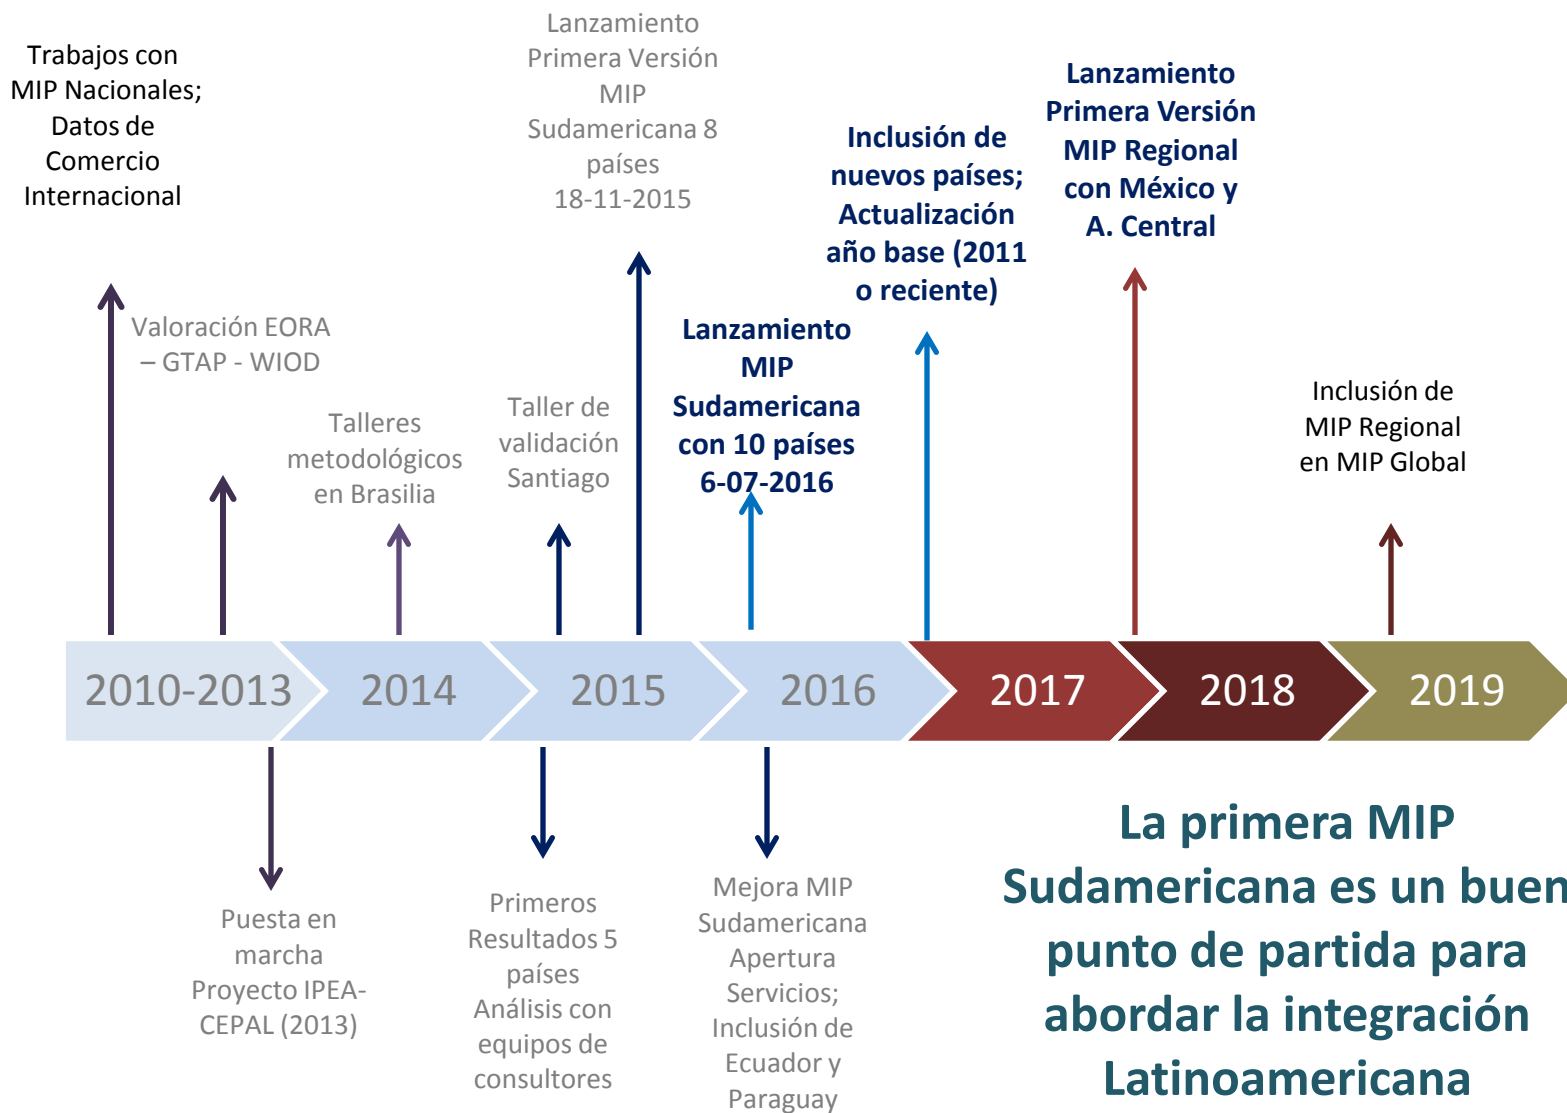 Trabajos con
MIP Nacionales;
Datos de
Comercio
Internacional
Valoración EORA
– GTAP - WIOD
Talleres
metodológicos
en Brasilia
Taller de
validación
Santiago
Lanzamiento
Primera Versión
MIP
Sudamericana 8
países
18-11-2015
Lanzamiento
MIP
Sudamericana
con 10 países
6-07-2016
Inclusión de
nuevos países;
Actualización
año base (2011
o reciente)
Lanzamiento
Primera Versión
MIP Regional
con México y
A. Central
Inclusión de
MIP Regional
en MIP Global
2010-2013
2014
2015
2016
2017
2018
2019
Puesta en
marcha
Proyecto IPEA-
CEPAL (2013)
Primeros
Resultados 5
países
Análisis con
equipos de
consultores
Mejora MIP
Sudamericana
Apertura
Servicios;
Inclusión de
Ecuador y
Paraguay
La primera MIP
Sudamericana es un buen
punto de partida para
abordar la integración
Latinoamericana